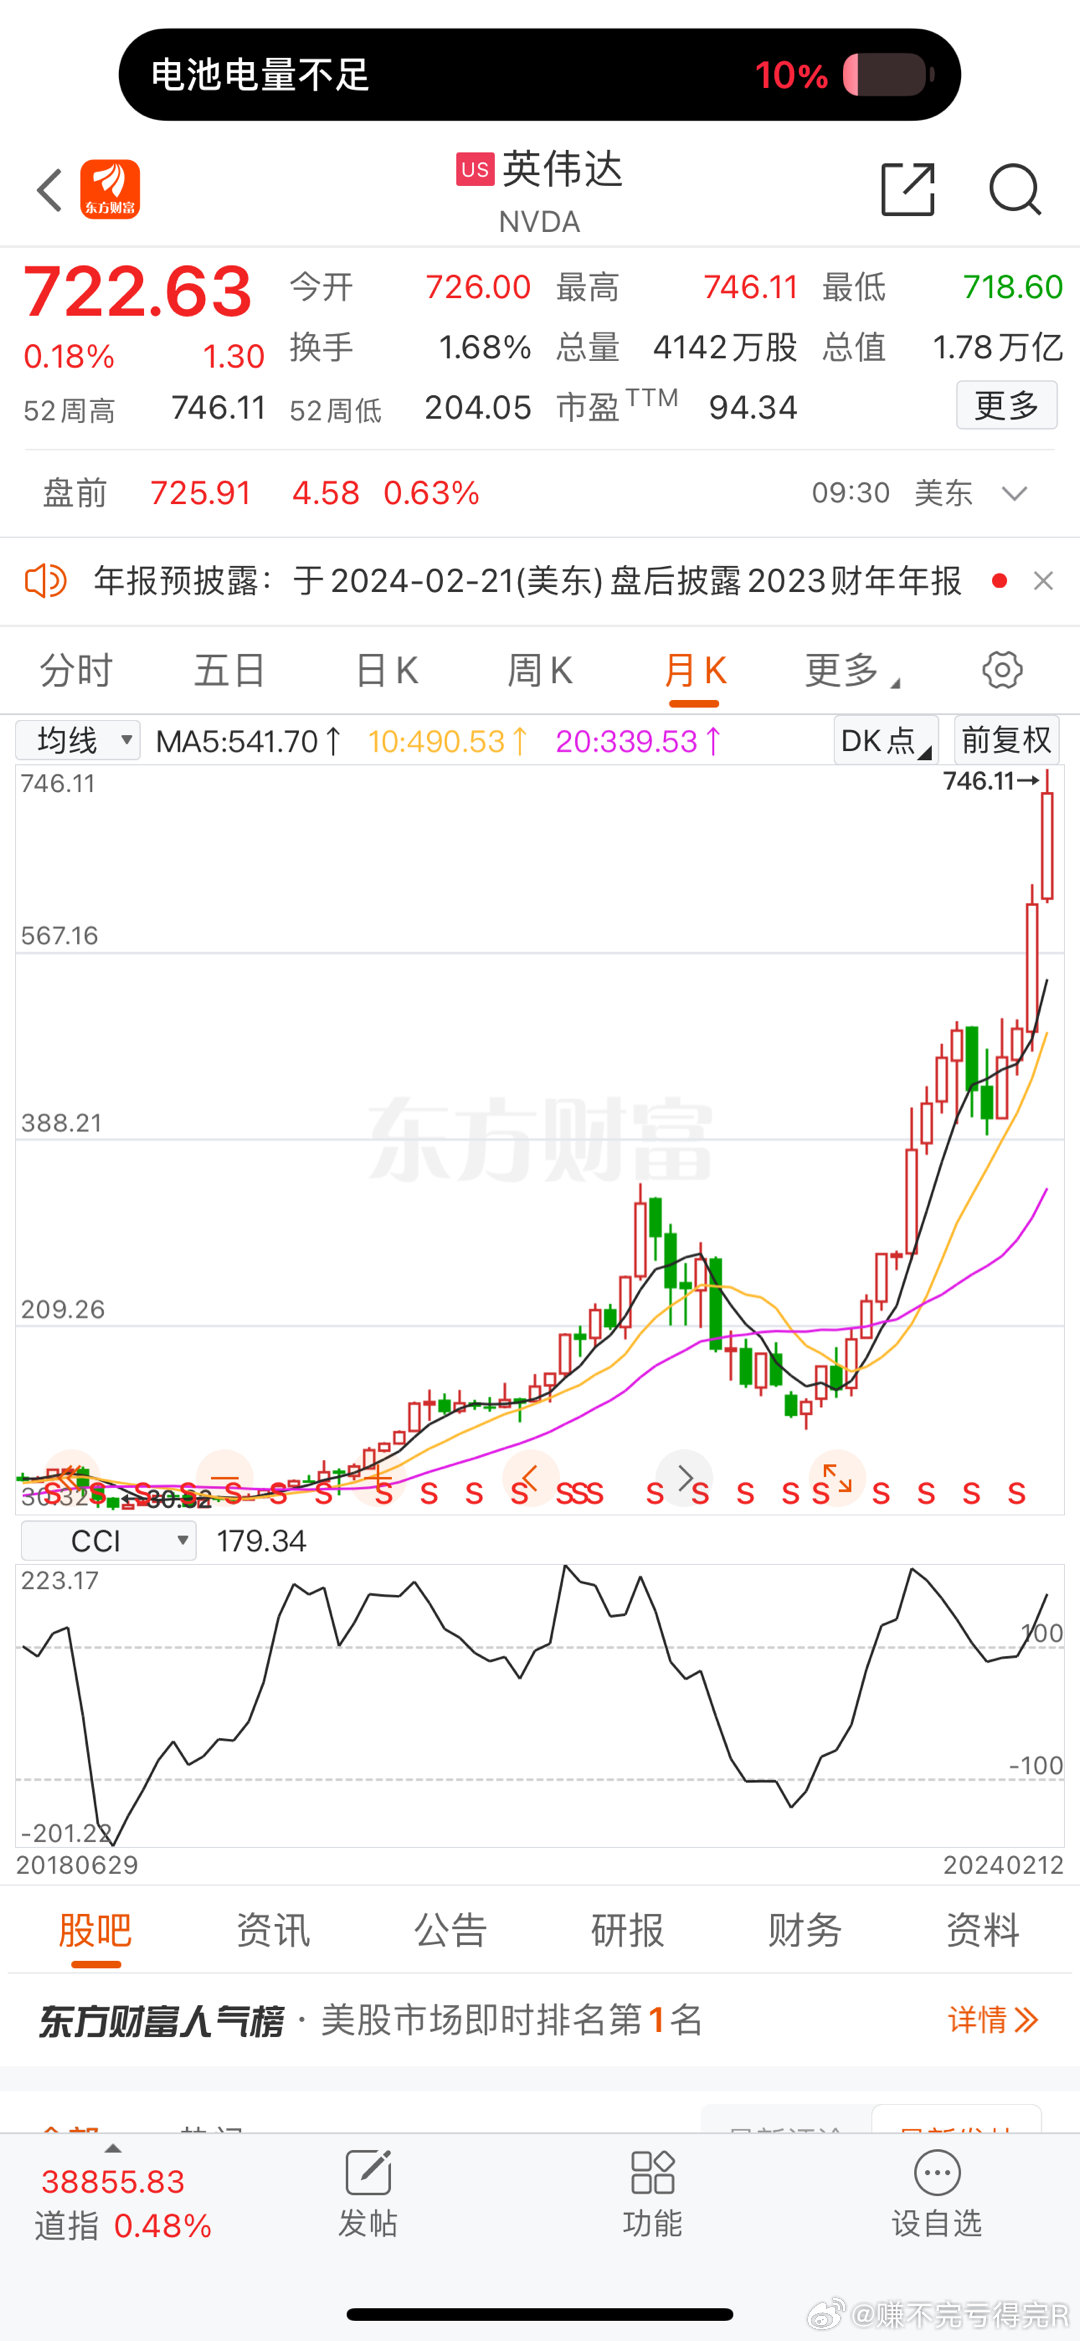 电池电量不足 10%
东方财富
US 英伟达
NVDA
722.63 今开 726.00 最高 746.11 最低 718.60
0.18% 1.30 换手 1.68% 总量 4142万股 总值 1.78万亿
52周高 746.11 52周低 204.05 市盈TTM 94.34 更多
盘前 725.91 4.58 0.63% 09:30 美东
年报预披露：于2024-02-21(美东)盘后披露2023财年年报
分时 五日 日K 周K 月K 更多
均线 MA5:541.70↑ 10:490.53↑ 20:339.53↑ DK点 前复权
746.11 746.11→
567.16
388.21
东方财富
209.26
30.32 ←30.32
S S S S S S S S S S S S S S S S S S S S S S S
CCI 179.34
223.17
100
-100
-201.22
20180629 20240212
股吧 资讯 公告 研报 财务 资料
东方财富人气榜 · 美股市场即时排名第1名 详情
38855.83
道指 0.48% 发帖 功能 设自选
@赚不完亏得完R